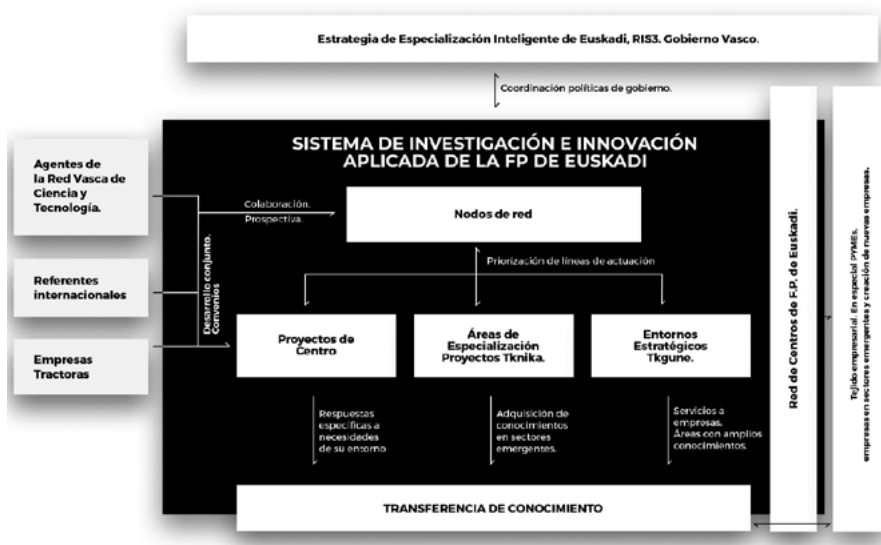 Estrategia de Especialización Inteligente de Euskadi, RIS3. Gobierno Vasco.
Coordinación políticas de gobierno.
SISTEMA DE INVESTIGACIÓN E INNOVACIÓN
APLICADA DE LA FP DE EUSKADI
Agentes de
la Red Vasca de
Ciencia y
Tecnología.
Referentes
internacionales
Empresas
Tractoras
Desarrollo conjunto.
Convenios
Colaboración.
Prospectiva.
Nodos de red
Priorización de líneas de actuación
Proyectos de
Centro
Áreas de
Especialización
Proyectos Tknika.
Entornos
Estratégicos
Tkgune.
Respuestas
específicas a
necesidades
de su entorno
Adquisición de
conocimientos
en sectores
emergentes.
Servicios a
empresas.
Áreas con amplios
conocimientos.
TRANSFERENCIA DE CONOCIMIENTO
Red de Centros de F.P. de Euskadi.
Tejido empresarial. En especial PYMEs,
empresas en sectores emergentes y creación de nuevas empresas.